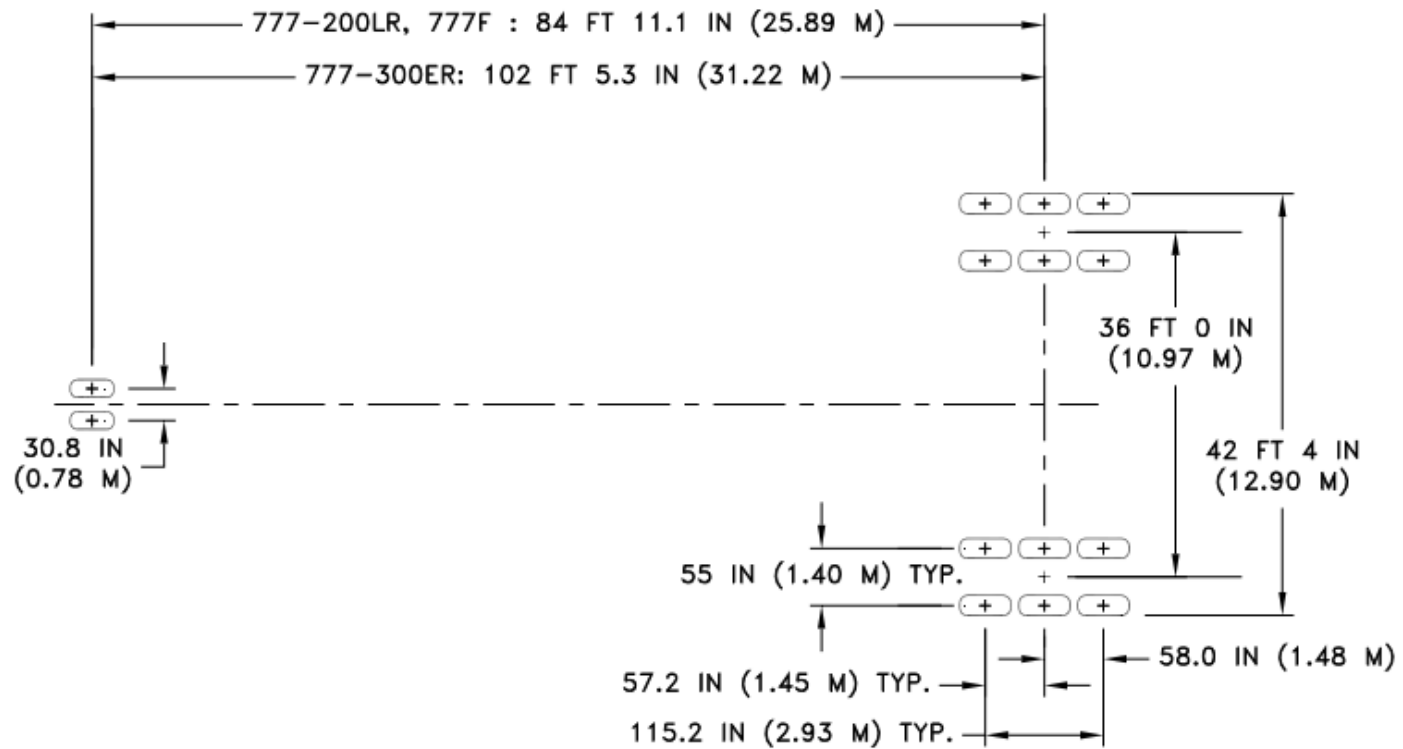 777-200LR, 777F : 84 FT 11.1 IN (25.89 M)
777-300ER: 102 FT 5.3 IN (31.22 M)
36 FT 0 IN
(10.97 M)
30.8 IN
(0.78 M)
42 FT 4 IN
(12.90 M)
55 IN (1.40 M) TYP.
58.0 IN (1.48 M)
57.2 IN (1.45 M) TYP.
115.2 IN (2.93 M) TYP.